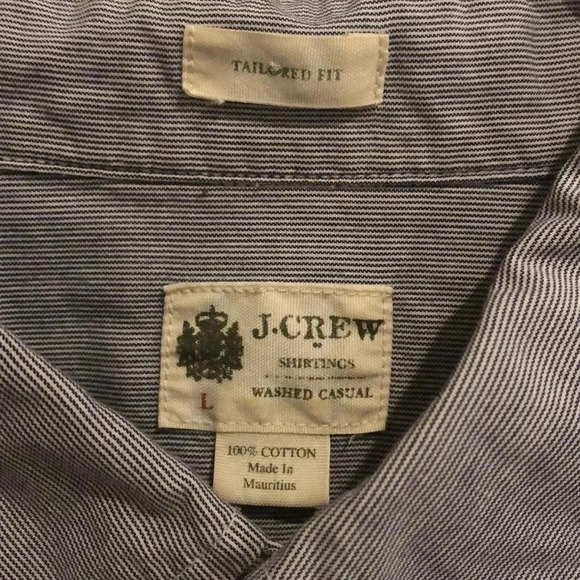 TAILORED FIT
J.CREW
SHIRTINGS
WASHED CASUAL
L
100% COTTON
Made In
Mauritius